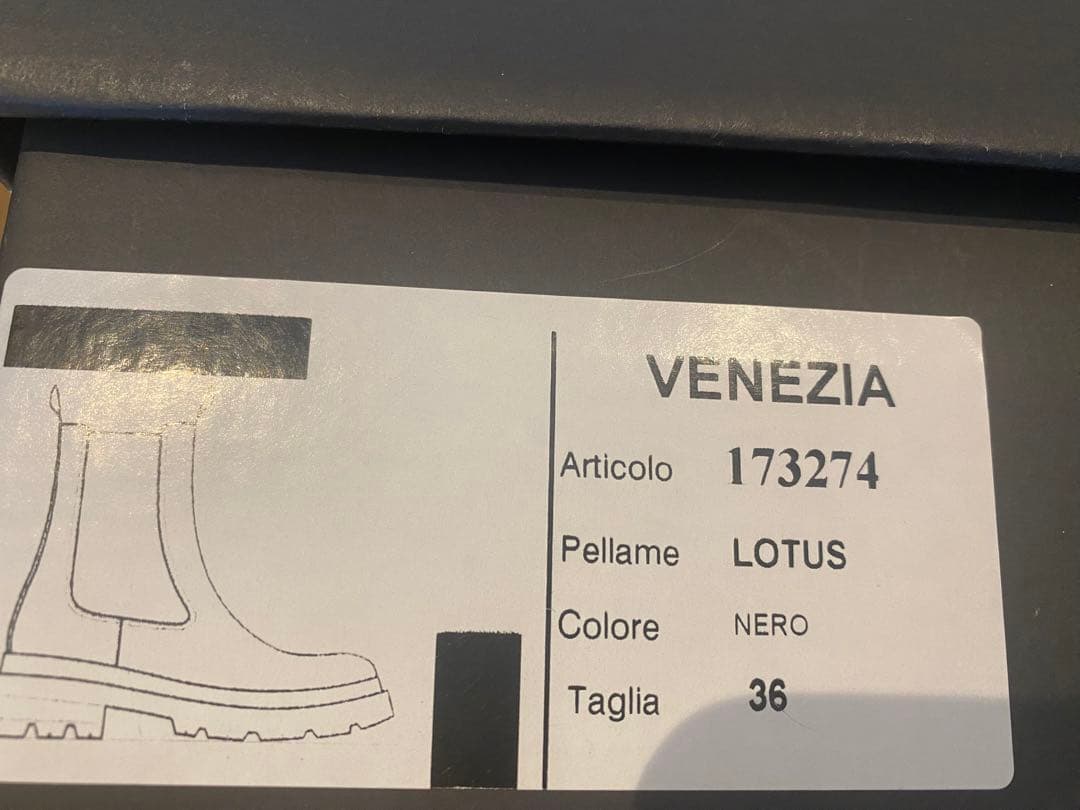 VENEZIA
Articolo 173274
Pellame LOTUS
Colore NERO
Taglia 36